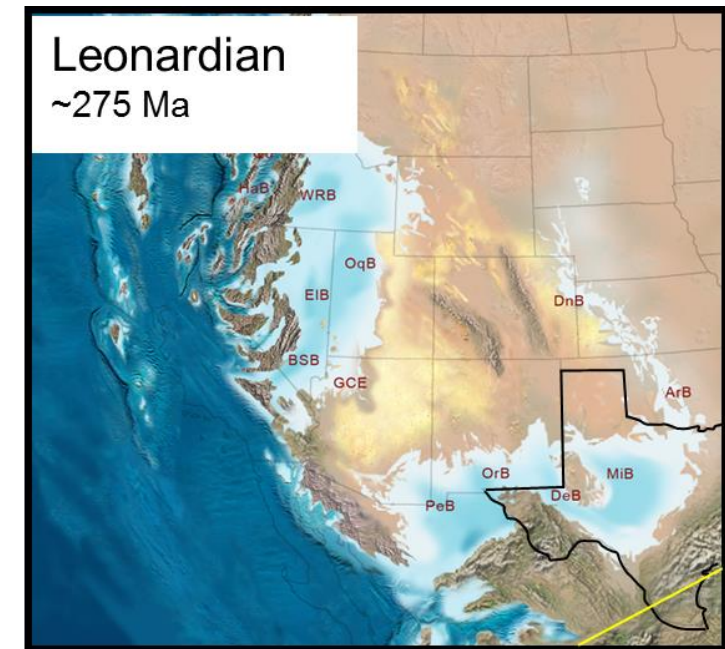 Leonardian
~275 Ma
HaB
WRB
OqB
ElB
DnB
BSB
GCE
ArB
OrB
MiB
DeB
PeB